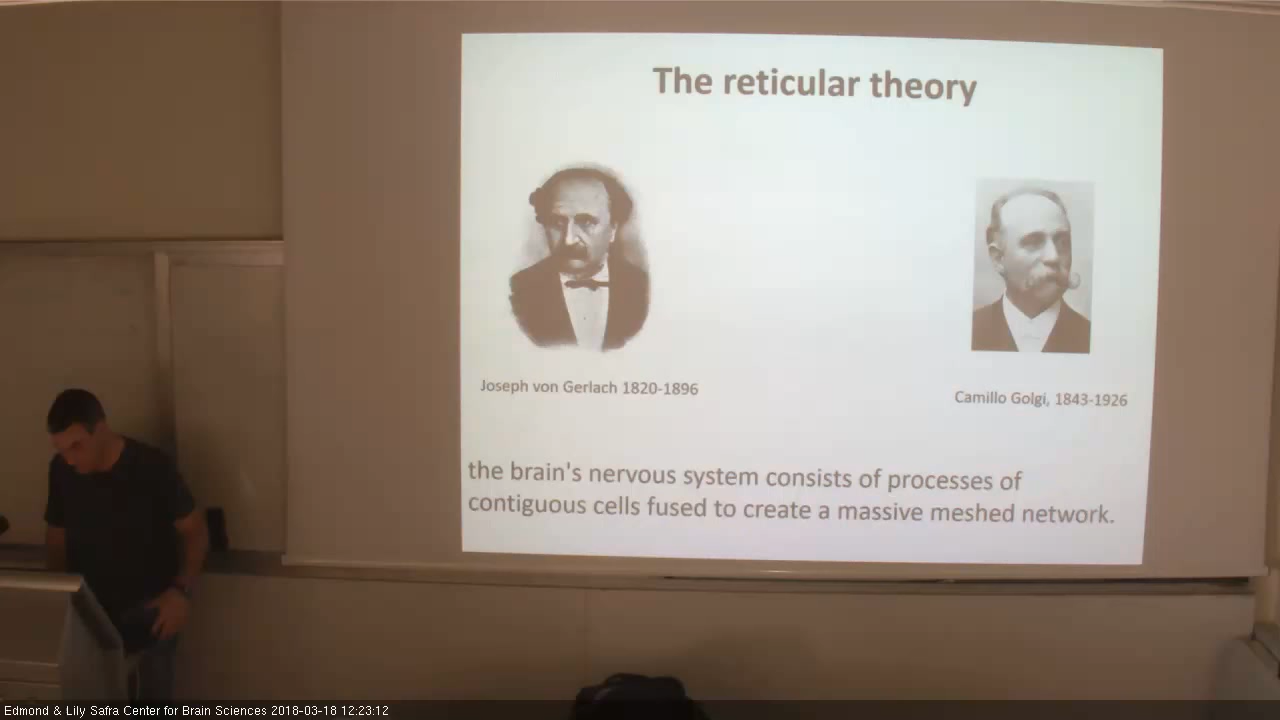 The reticular theory
Joseph von Gerlach 1820-1896
Camillo Golgi, 1843-1926
the brain's nervous system consists of processes of
contiguous cells fused to create a massive meshed network.
Edmond & Lily Safra Center for Brain Sciences 2018-03-18 12:23:12